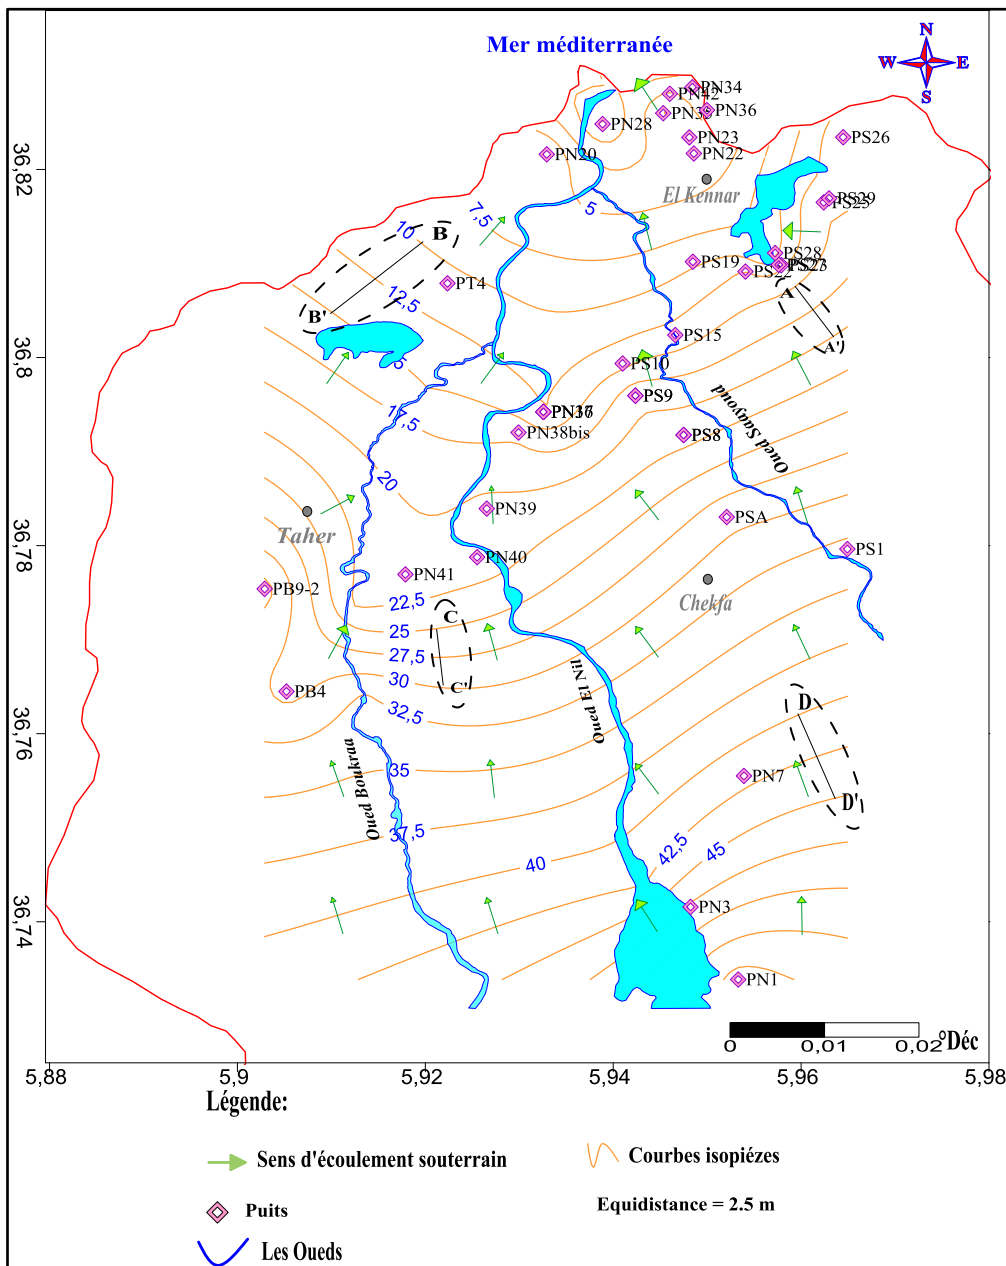 Mer méditerranée
N
W E
S
PN34
PN42
PN36
PN35
PN28
PN23
PS26
PN20
PN22
36,82
El Kennar
PS29
PS25
7,5
5
10
B
PS28
PS19
PS27
PS22
PT4
A
12,5
B'
PS15
A'
36,8
5
PS10
PS9
17,5
PN38bis
PS8
Oued Saayoud
20
PN39
PSA
Taher
36,78
PS1
PN40
PN41
PB9-2
Chekfa
22,5
C
25
27,5
30
C'
PB4
32,5
Oued El Nil
D
36,76
35
PN7
D'
Oued Boukraa
37,5
42,5
45
40
PN3
36,74
PN1
0 0,01 0,02 °Déc
5,88 5,9 5,92 5,94 5,96 5,98
Légende:
Sens d'écoulement souterrain
Courbes isopiézes
Puits
Equidistance = 2.5 m
Les Oueds